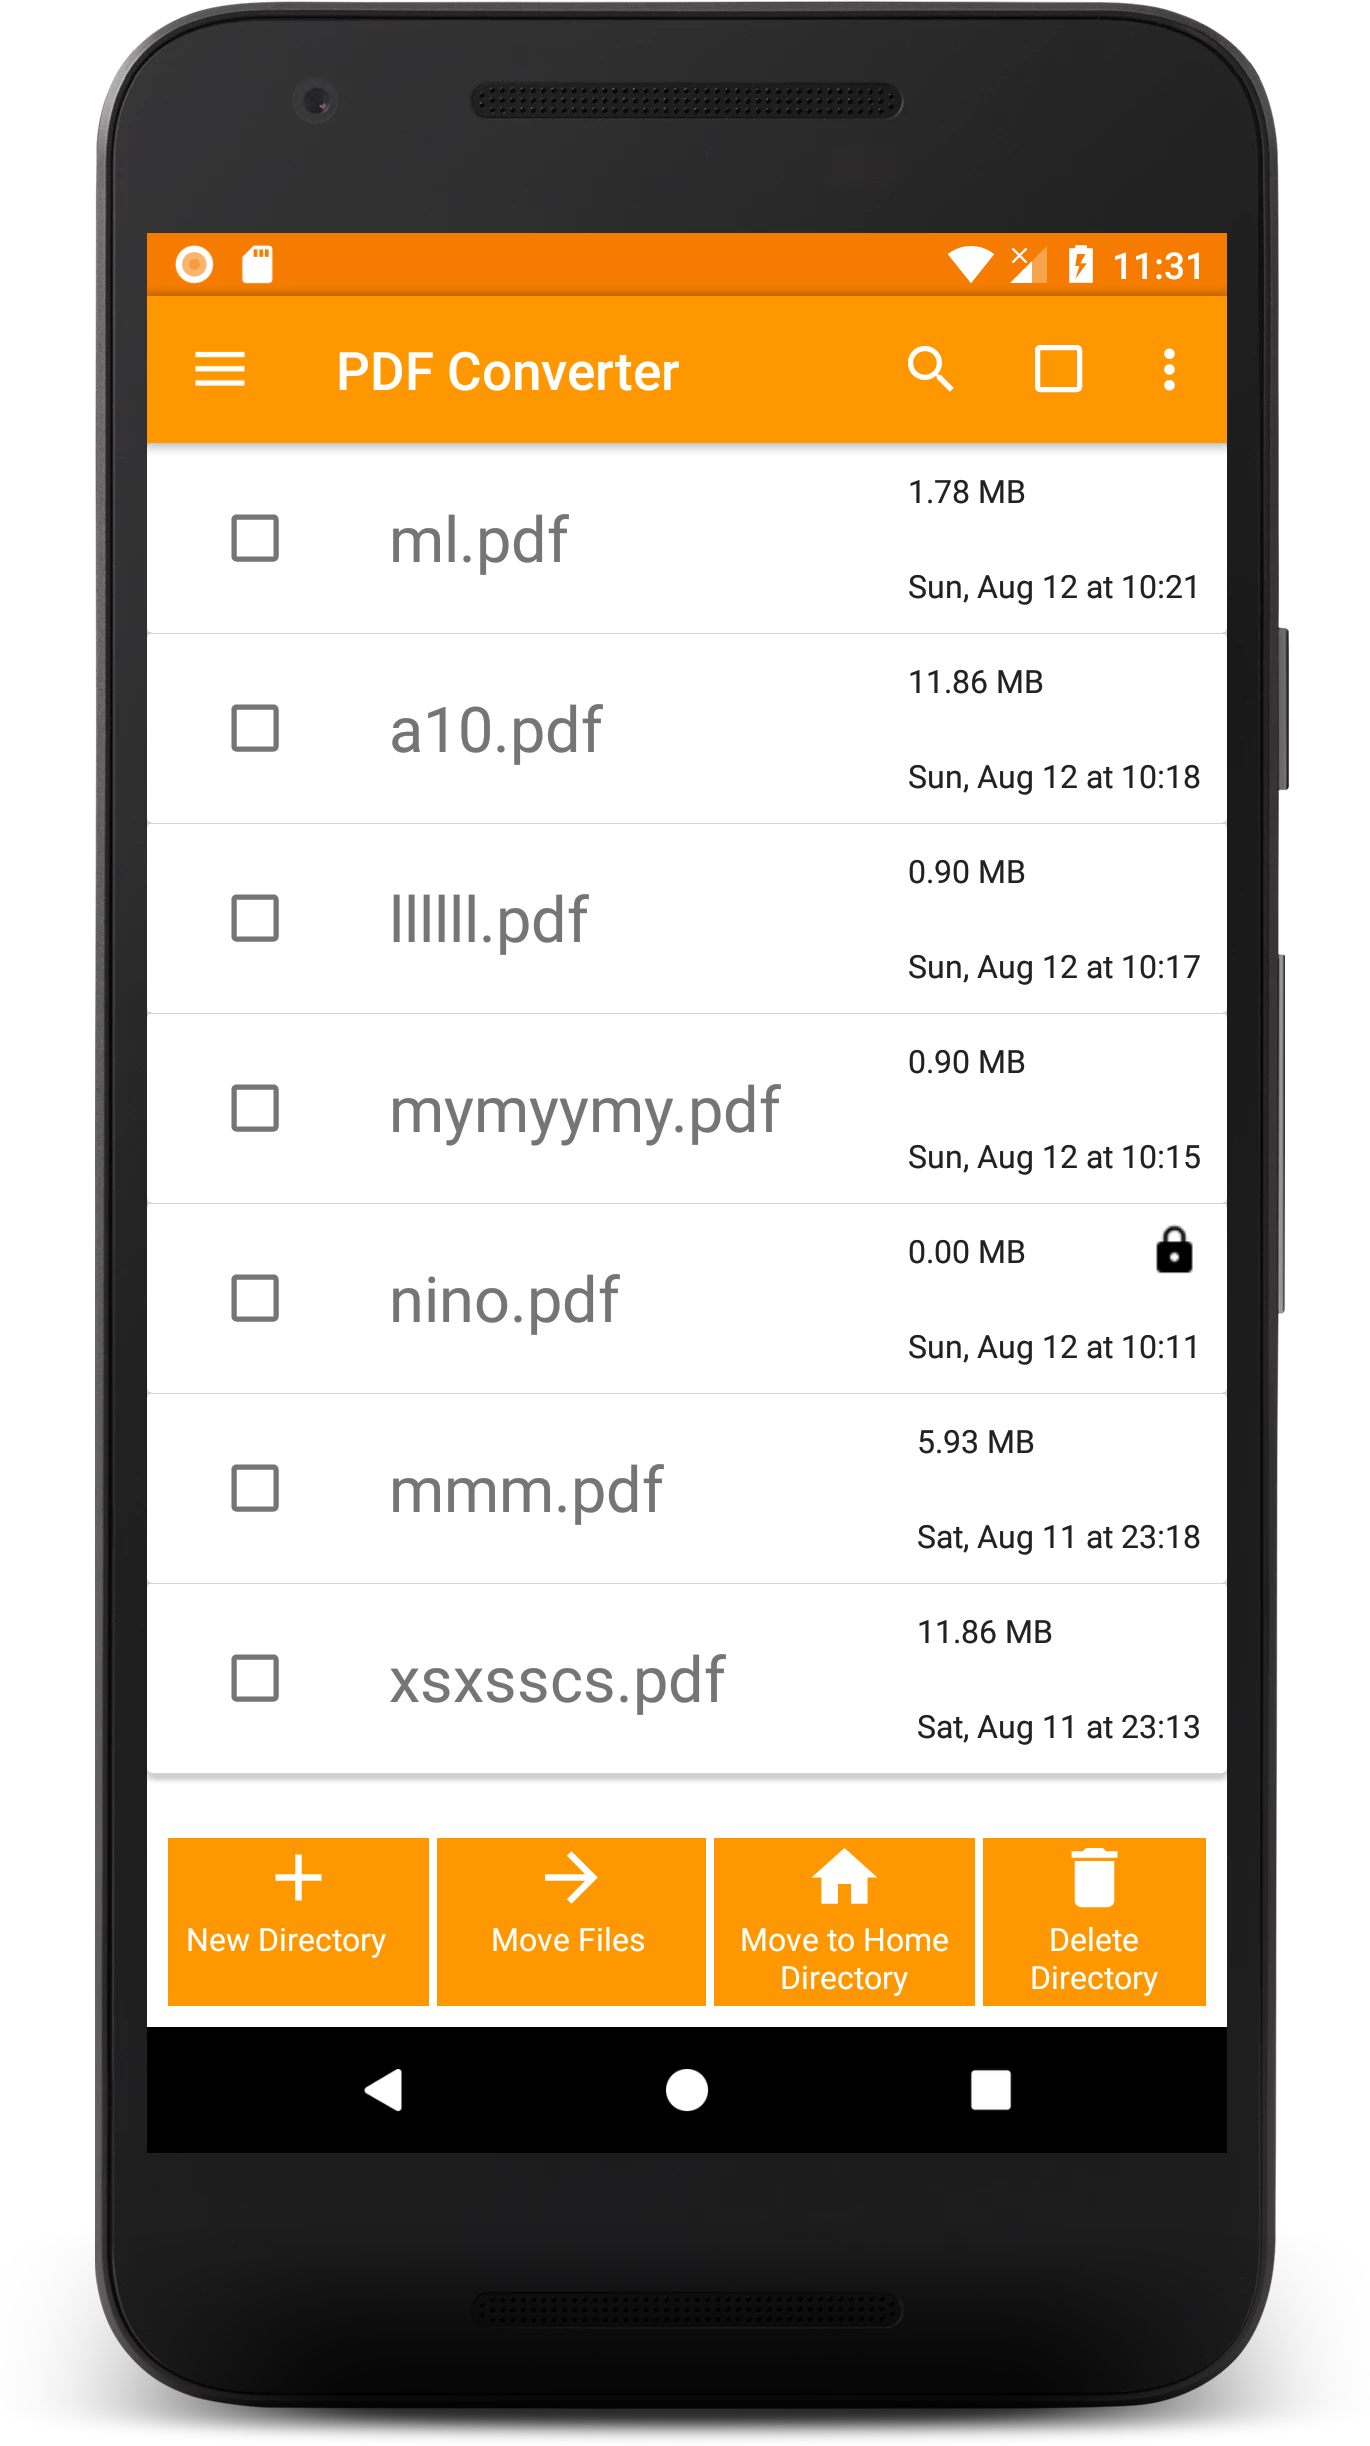 11:31
PDF Converter
1.78 MB
ml.pdf
Sun, Aug 12 at 10:21
11.86 MB
a10.pdf
Sun, Aug 12 at 10:18
0.90 MB
llllll.pdf
Sun, Aug 12 at 10:17
0.90 MB
mymyymy.pdf
Sun, Aug 12 at 10:15
0.00 MB
nino.pdf
Sun, Aug 12 at 10:11
5.93 MB
mmm.pdf
Sat, Aug 11 at 23:18
11.86 MB
xsxsscs.pdf
Sat, Aug 11 at 23:13
New Directory
Move Files
Move to Home
Directory
Delete
Directory